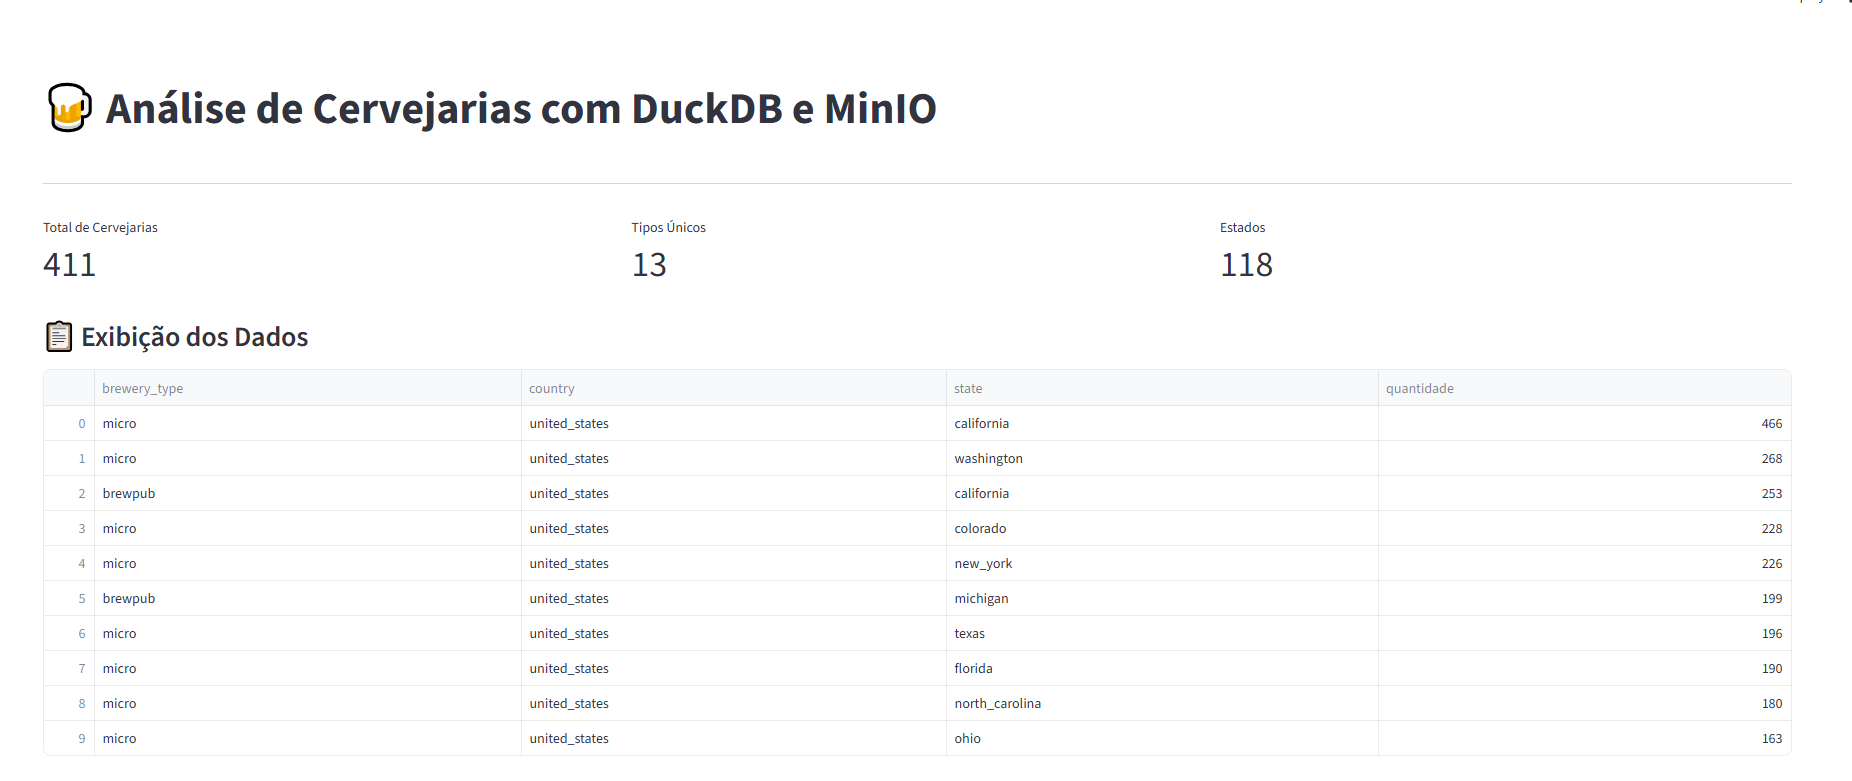 Análise de Cervejarias com DuckDB e MinIO
Total de Cervejarias Tipos Únicos Estados
411 13 118
Exibição dos Dados
brewery_type country state quantidade
0 micro united_states california 466
1 micro united_states washington 268
2 brewpub united_states california 253
3 micro united_states colorado 228
4 micro united_states new_york 226
5 brewpub united_states michigan 199
6 micro united_states texas 196
7 micro united_states florida 190
8 micro united_states north_carolina 180
9 micro united_states ohio 163